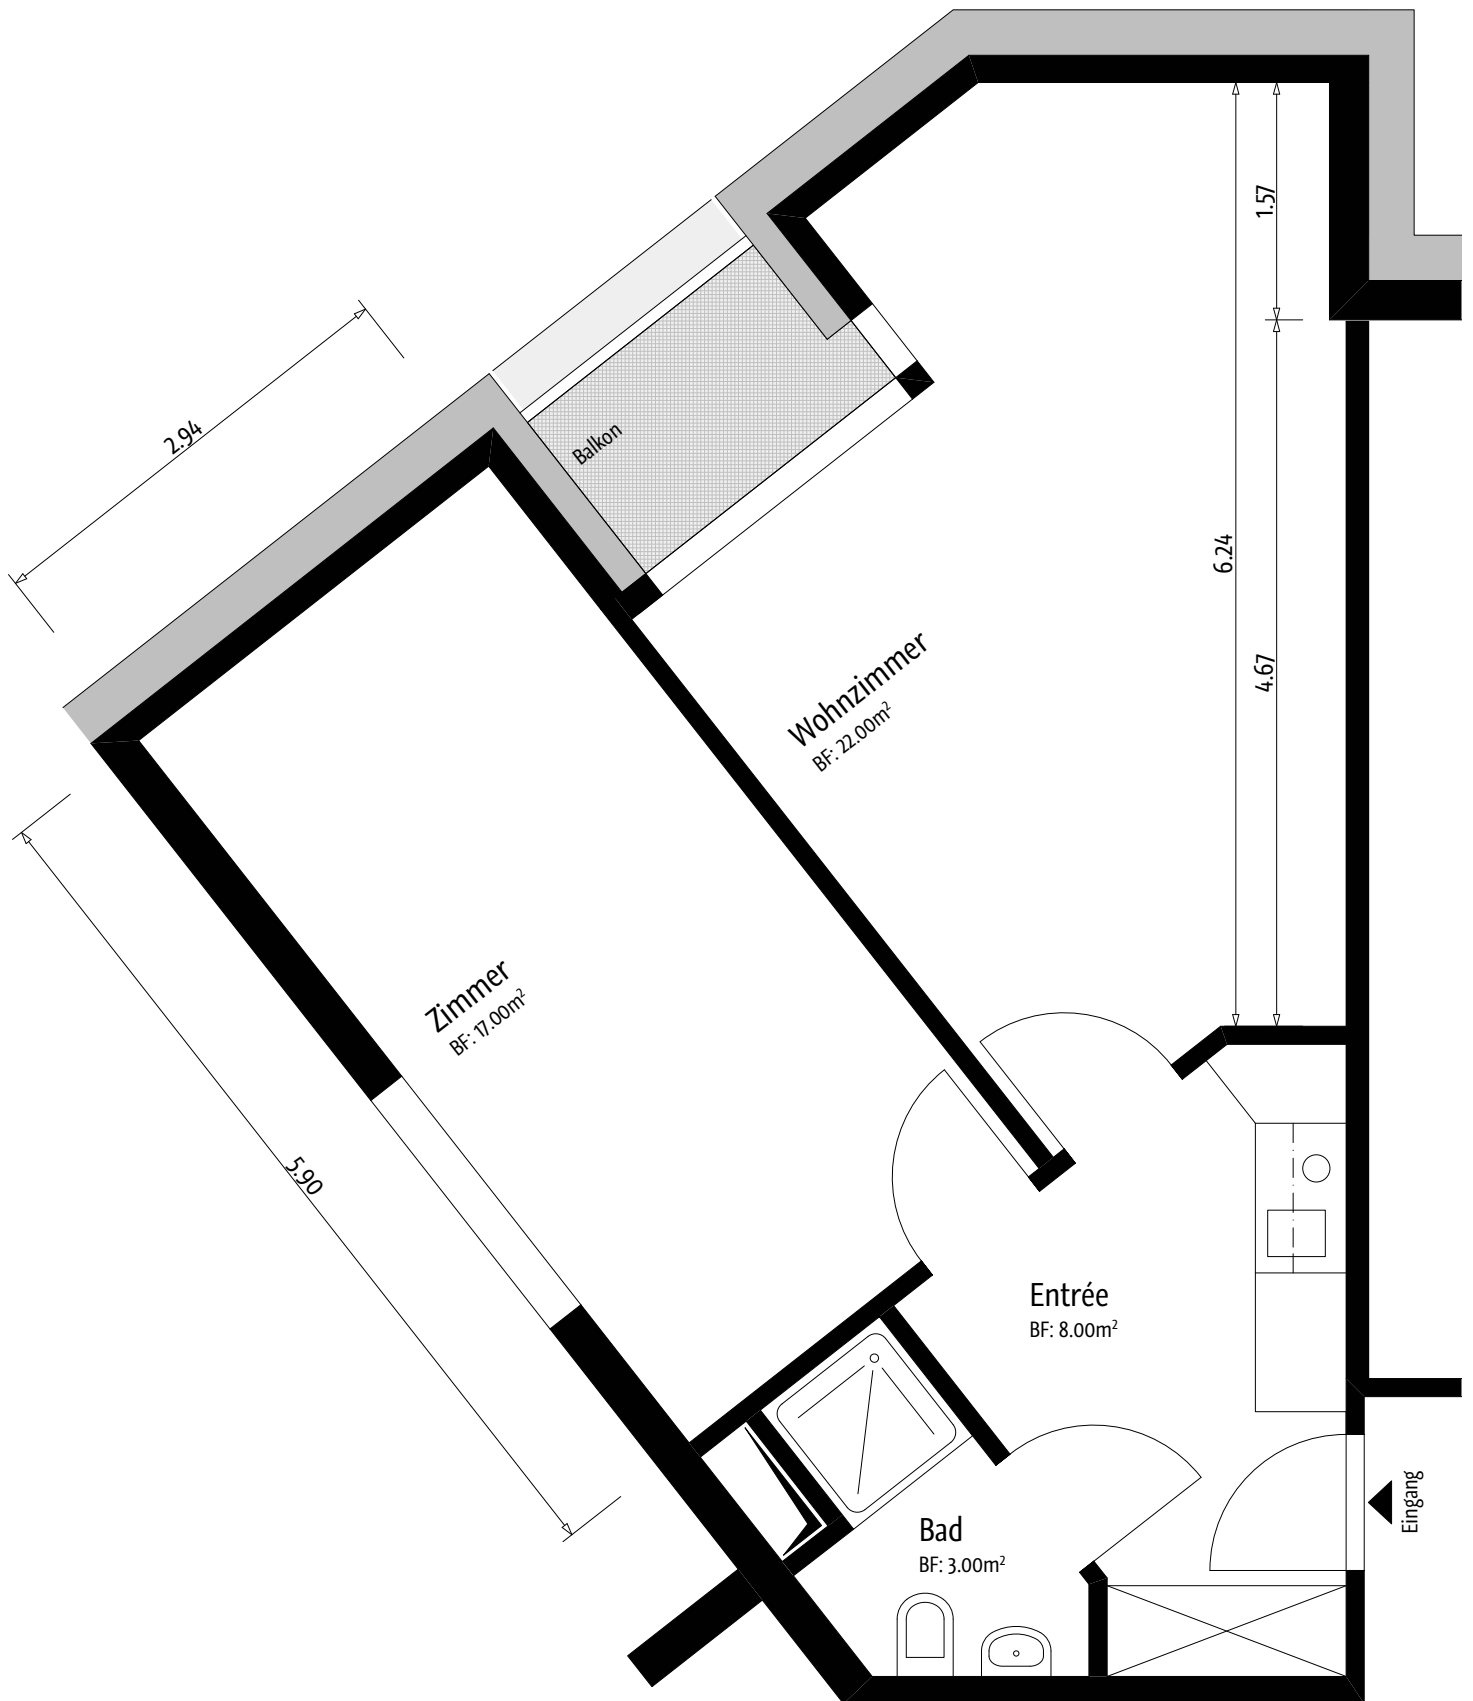 1.57
2.94
Balkon
6.24
4.67
Wohnzimmer
BF: 22.00m²
Zimmer
BF: 17.00m²
5.90
Entrée
BF: 8.00m²
Eingang
Bad
BF: 3.00m²